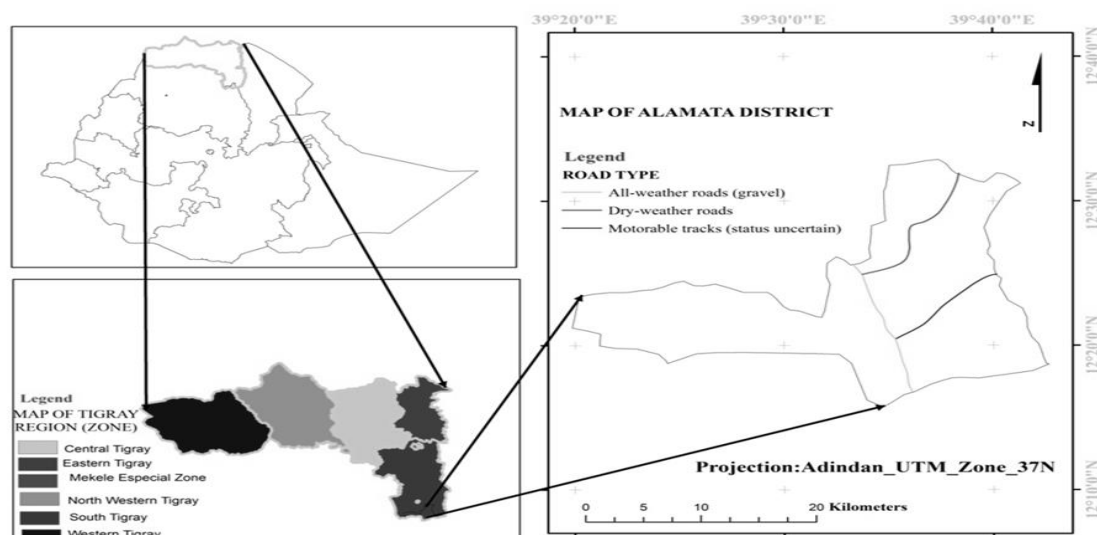 39°20'0"E 39°30'0"E 39°40'0"E
12°40'0"N
12°30'0"N
12°20'0"N
12°10'0"N
N
MAP OF ALAMATA DISTRICT
Legend
ROAD TYPE
All-weather roads (gravel)
Dry-weather roads
Motorable tracks (status uncertain)
Projection:Adindan_UTM_Zone_37N
0 5 10 20 Kilometers
Legend
MAP OF TIGRAY
REGION (ZONE)
Central Tigray
Eastern Tigray
Mekele Especial Zone
North Western Tigray
South Tigray
Western Tigray